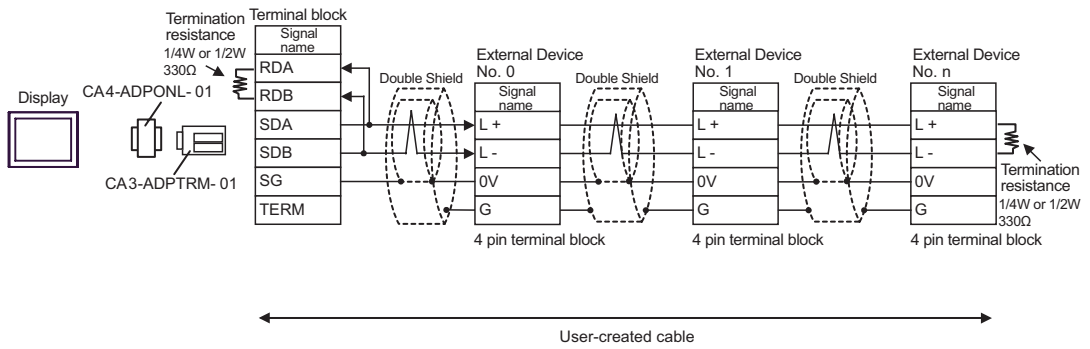 Termination
resistance
1/4W or 1/2W
330Ω
Terminal block
Signal
name
RDA
RDB
SDA
SDB
SG
TERM
Display
CA4-ADPONL- 01
CA3-ADPTRM- 01
Double Shield
External Device
No. 0
Signal
name
L +
L -
0V
G
4 pin terminal block
Double Shield
External Device
No. 1
Signal
name
L +
L -
0V
G
4 pin terminal block
Double Shield
External Device
No. n
Signal
name
L +
L -
0V
G
4 pin terminal block
Termination
resistance
1/4W or 1/2W
330Ω
User-created cable